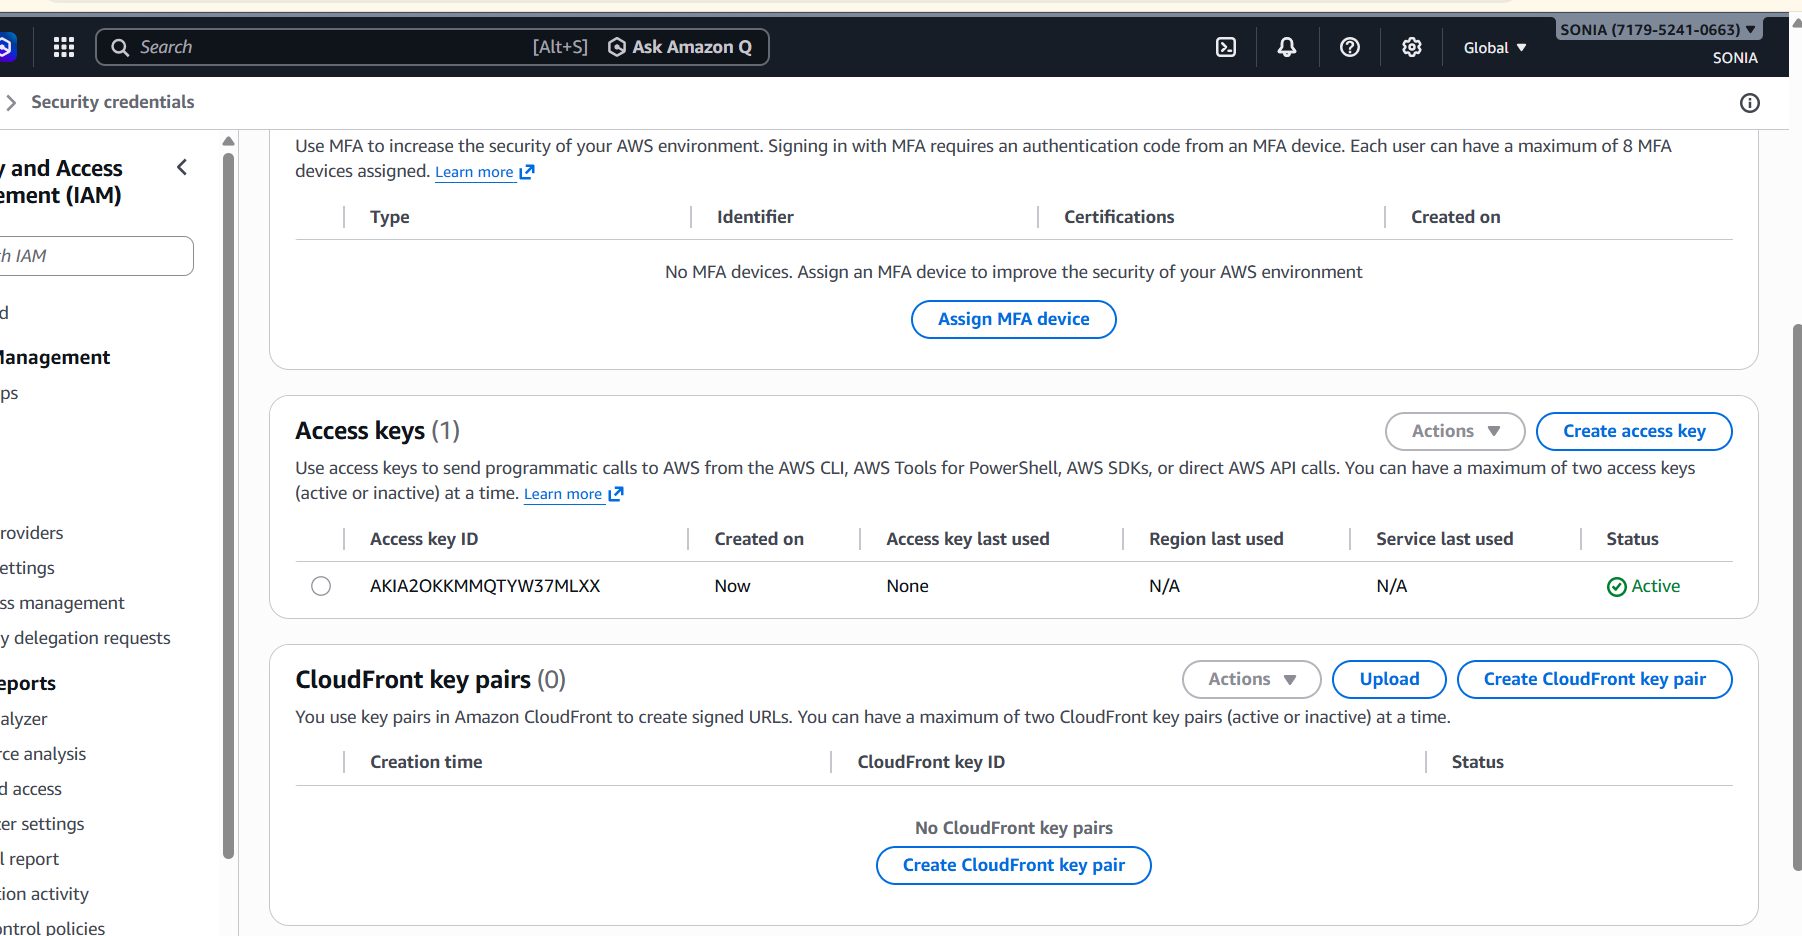 Search
[Alt+S]
Ask Amazon Q
Global
SONIA (7179-5241-0663)
SONIA
Security credentials
y and Access
ement (IAM)
h IAM
d
Management
ps
roviders
ettings
ss management
y delegation requests
eports
alyzer
rce analysis
d access
er settings
l report
ion activity
ontrol policies
Use MFA to increase the security of your AWS environment. Signing in with MFA requires an authentication code from an MFA device. Each user can have a maximum of 8 MFA
devices assigned. Learn more
Type Identifier Certifications Created on
No MFA devices. Assign an MFA device to improve the security of your AWS environment
Assign MFA device
Access keys (1)
Actions
Create access key
Use access keys to send programmatic calls to AWS from the AWS CLI, AWS Tools for PowerShell, AWS SDKs, or direct AWS API calls. You can have a maximum of two access keys
(active or inactive) at a time. Learn more
Access key ID Created on Access key last used Region last used Service last used Status
AKIA2OKKMMQTYW37MLXX Now None N/A N/A Active
CloudFront key pairs (0)
Actions
Upload
Create CloudFront key pair
You use key pairs in Amazon CloudFront to create signed URLs. You can have a maximum of two CloudFront key pairs (active or inactive) at a time.
Creation time CloudFront key ID Status
No CloudFront key pairs
Create CloudFront key pair